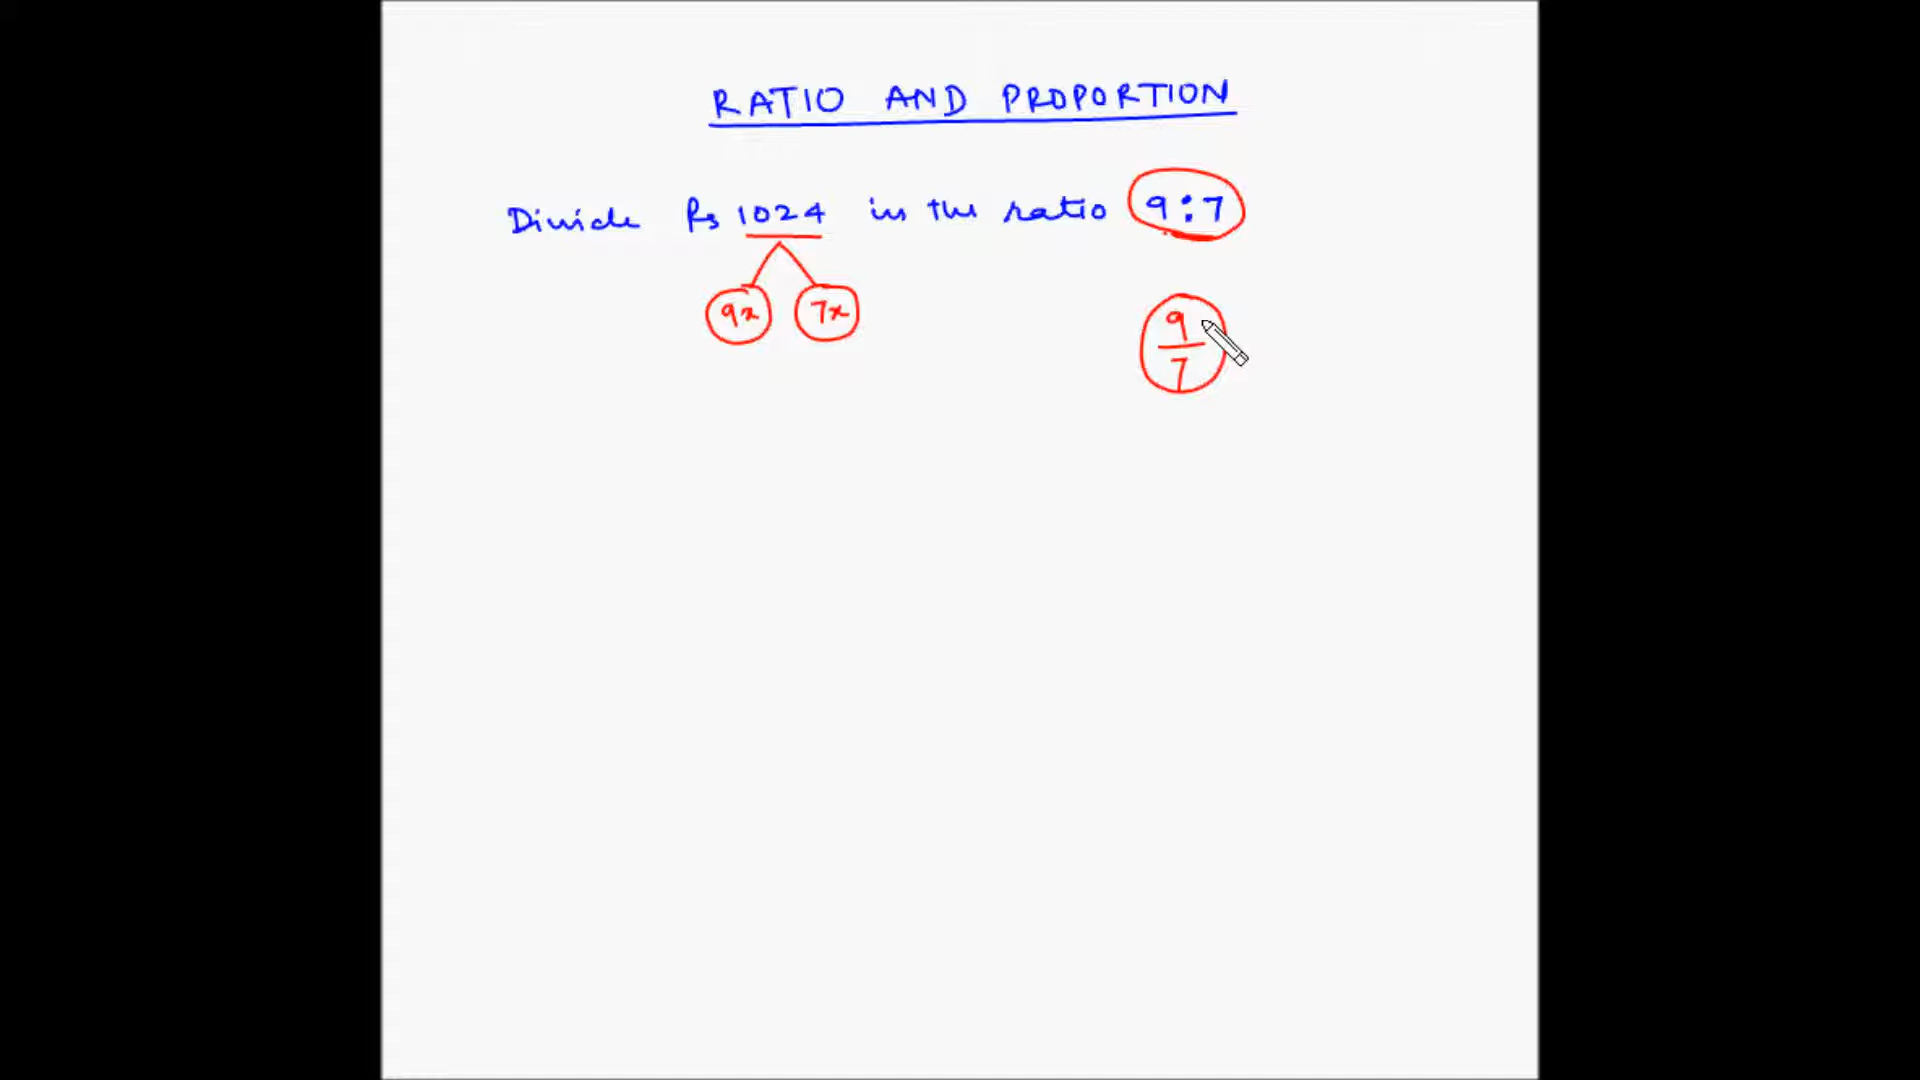 RATIO AND PROPORTION
Divide Rs 1024 in the ratio 9:7
9x 7x
9
7